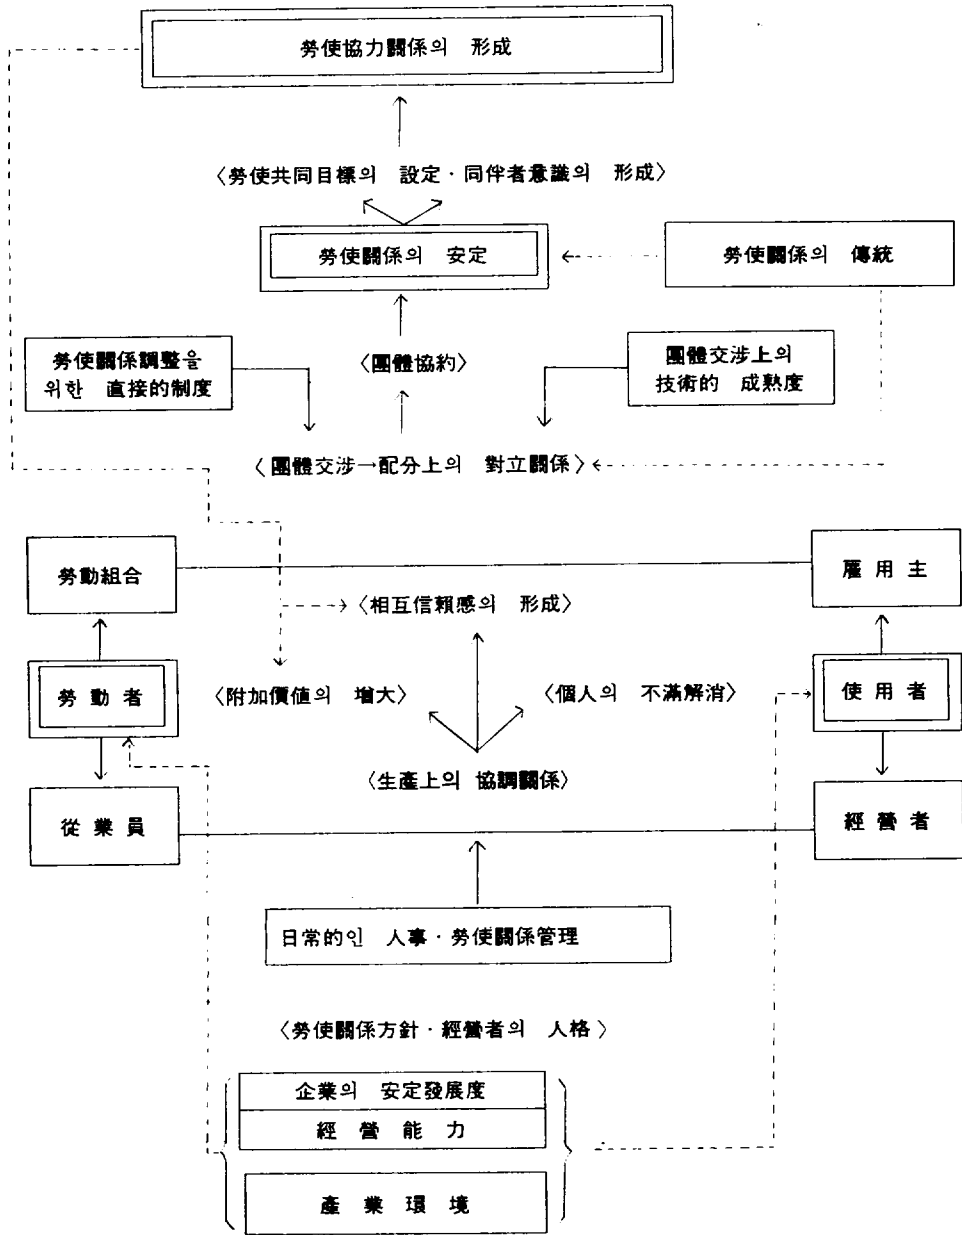 勞使協力關係의 形成
〈勞使共同目標의 設定·同伴者意識의 形成〉
勞使關係의 安定
勞使關係의 傳統
勞使關係調整을
위한 直接的制度
〈團體協約〉
團體交涉上의
技術的 成熟度
〈團體交涉→配分上의 對立關係〉
勞動組合
雇用主
〈相互信賴感의 形成〉
勞動者
〈附加價値의 增大〉
〈個人의 不滿解消〉
使用者
〈生產上의 協調關係〉
從業員
經營者
日常的인 人事·勞使關係管理
〈勞使關係方針·經營者의 人格〉
企業의 安定發展度
經營能力
產業環境